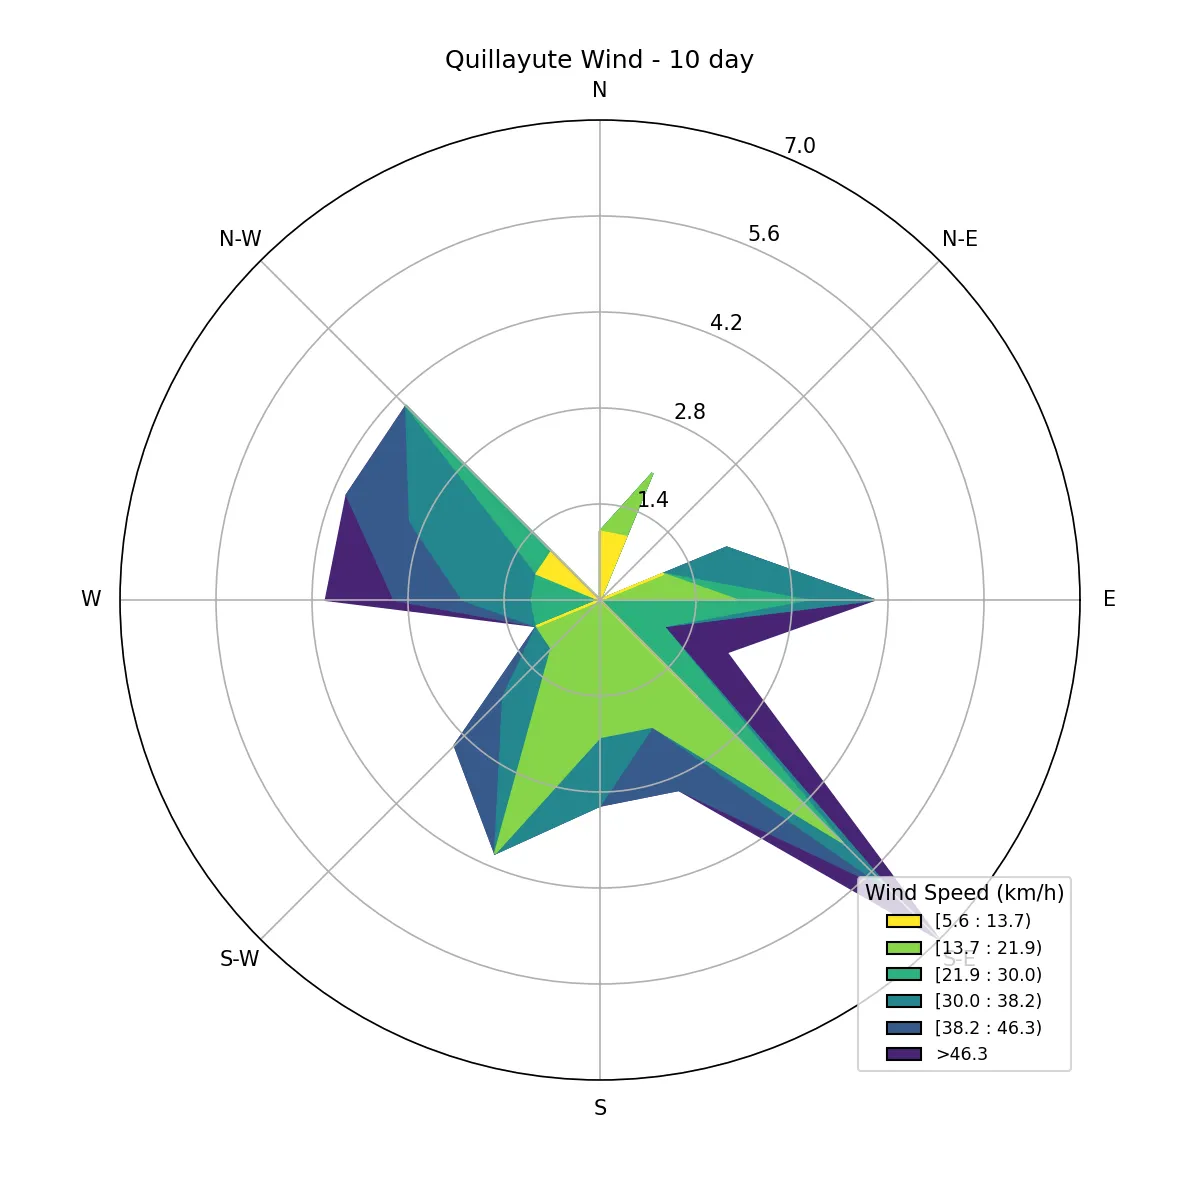 Quillayute Wind - 10 day
N
7.0
5.6
N-W
N-E
4.2
2.8
1.4
W
E
Wind Speed (km/h)
[5.6 : 13.7)
[13.7 : 21.9)
S-W
S-E
[21.9 : 30.0)
[30.0 : 38.2)
[38.2 : 46.3)
>46.3
S